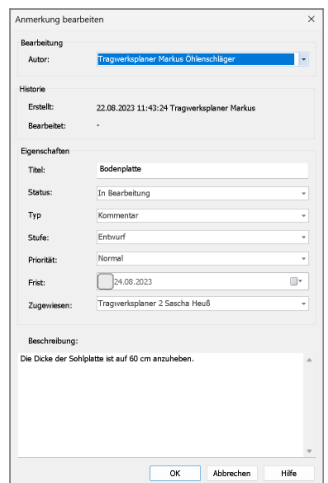 Anmerkung bearbeiten
Bearbeitung
Autor: Tragwerksplaner Markus Öhlenschläger
Historie
Erstellt: 22.08.2023 11:43:24 Tragwerksplaner Markus
Bearbeitet: -
Eigenschaften
Titel: Bodenplatte
Status: In Bearbeitung
Typ Kommentar
Stufe: Entwurf
Priorität: Normal
Frist: 24.08.2023
Zugewiesen: Tragwerksplaner 2 Sascha Heuß
Beschreibung:
Die Dicke der Sohlplatte ist auf 60 cm anzuheben.
OK Abbrechen Hilfe